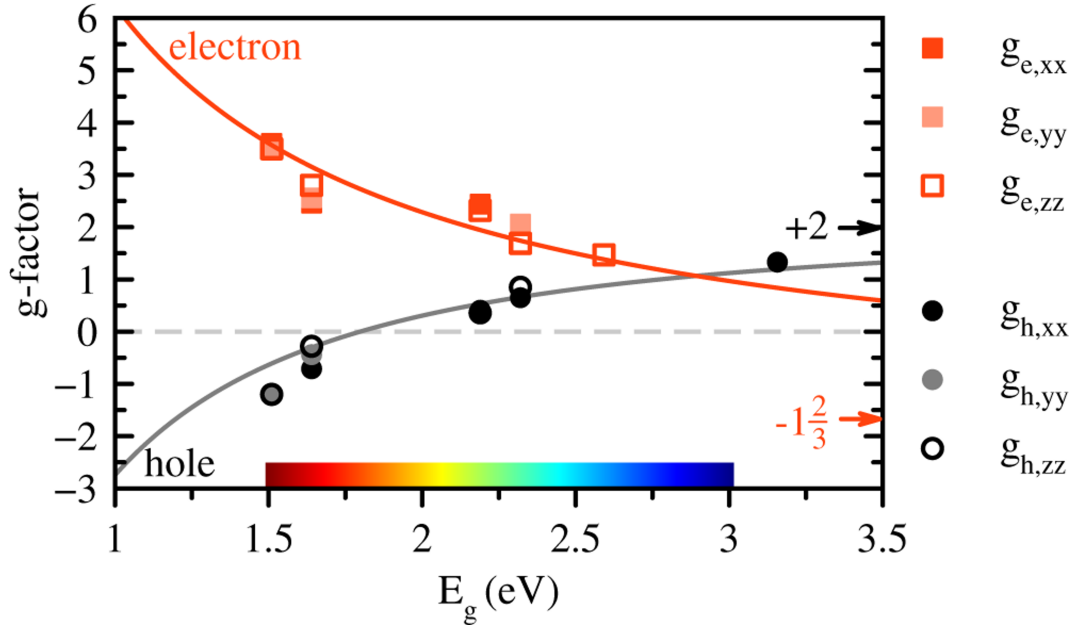 6
5
4
3
2
1
0
−1
−2
−3
g-factor
electron
hole
+2
-1 2/3
1
1.5
2
2.5
3
3.5
E_g (eV)
g_e,xx
g_e,yy
g_e,zz
g_h,xx
g_h,yy
g_h,zz